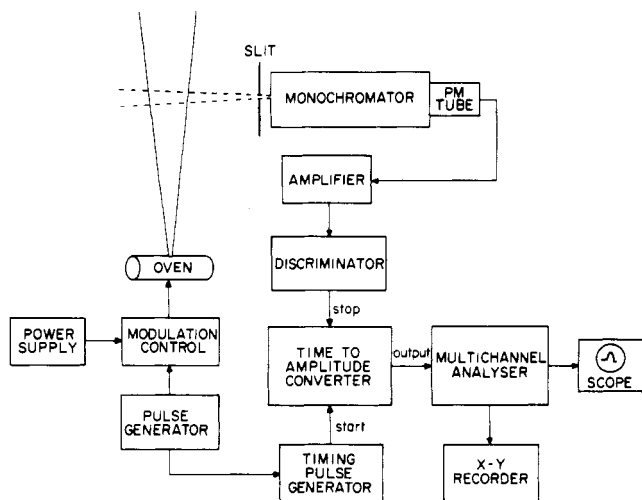 SLIT
MONOCHROMATOR
PM
TUBE
AMPLIFIER
OVEN
DISCRIMINATOR
stop
POWER
SUPPLY
MODULATION
CONTROL
TIME TO
AMPLITUDE
CONVERTER
output
MULTICHANNEL
ANALYSER
SCOPE
PULSE
GENERATOR
start
TIMING
PULSE
GENERATOR
X-Y
RECORDER